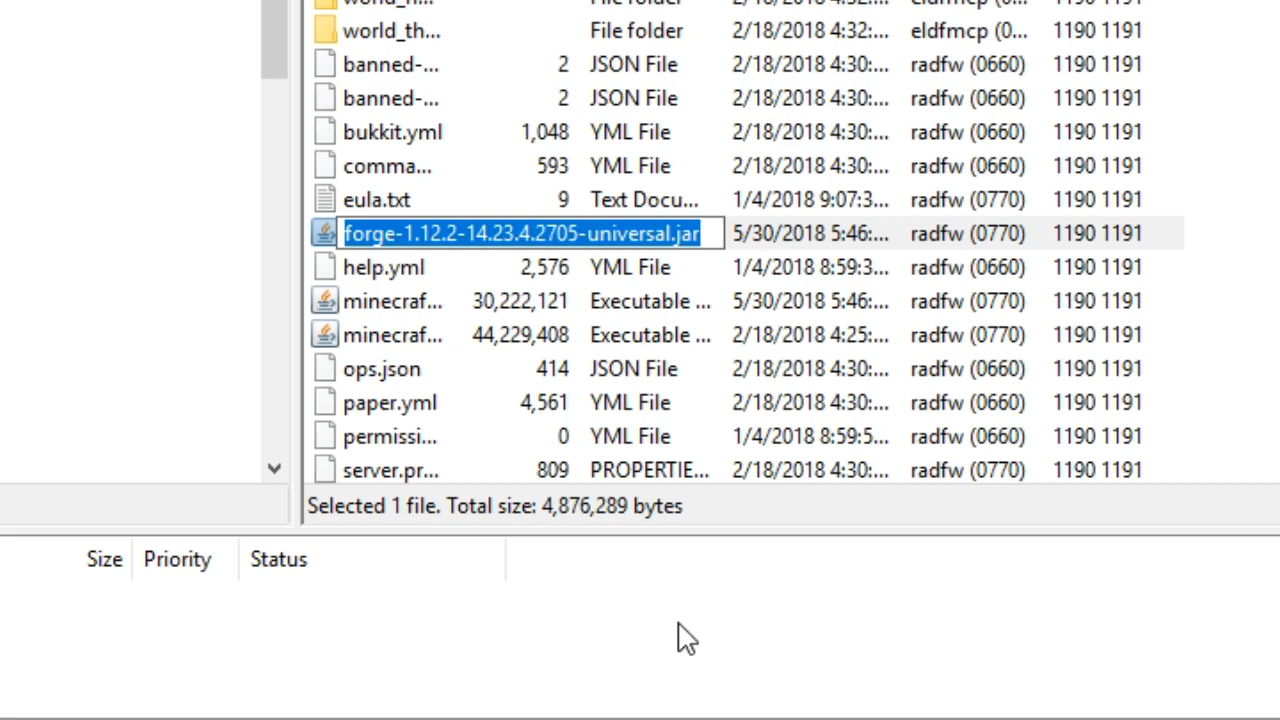 world_th... File folder 2/18/2018 4:32:... eldfmcp (0... 1190 1191
banned-... 2 JSON File 2/18/2018 4:30:... radfw (0660) 1190 1191
banned-... 2 JSON File 2/18/2018 4:30:... radfw (0660) 1190 1191
bukkit.yml 1,048 YML File 2/18/2018 4:30:... radfw (0660) 1190 1191
comma... 593 YML File 2/18/2018 4:30:... radfw (0660) 1190 1191
eula.txt 9 Text Docu... 1/4/2018 9:07:3... radfw (0770) 1190 1191
forge-1.12.2-14.23.4.2705-universal.jar 5/30/2018 5:46:... radfw (0770) 1190 1191
help.yml 2,576 YML File 1/4/2018 8:59:3... radfw (0660) 1190 1191
minecraf... 30,222,121 Executable ... 5/30/2018 5:46:... radfw (0770) 1190 1191
minecraf... 44,229,408 Executable ... 2/18/2018 4:25:... radfw (0770) 1190 1191
ops.json 414 JSON File 2/18/2018 4:30:... radfw (0660) 1190 1191
paper.yml 4,561 YML File 2/18/2018 4:30:... radfw (0660) 1190 1191
permissi... 0 YML File 1/4/2018 8:59:5... radfw (0660) 1190 1191
server.pr... 809 PROPERTIE... 2/18/2018 4:30:... radfw (0770) 1190 1191
Selected 1 file. Total size: 4,876,289 bytes
Size Priority Status